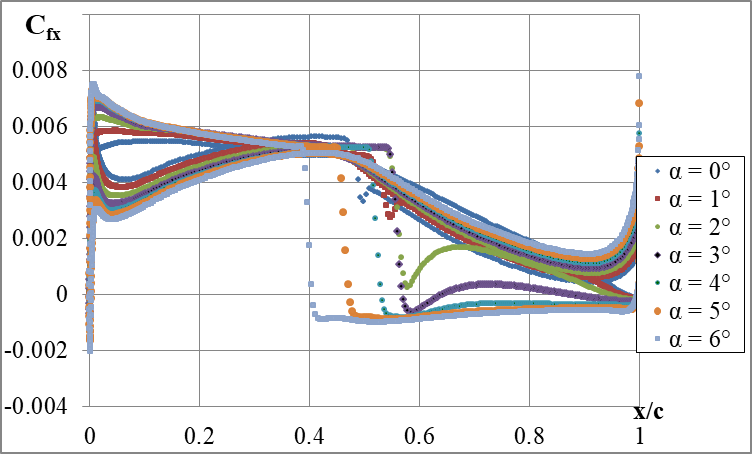 C_fx
0.008
0.006
0.004
0.002
0
-0.002
-0.004
0 0.2 0.4 0.6 0.8 1
x/c
α = 0°
α = 1°
α = 2°
α = 3°
α = 4°
α = 5°
α = 6°